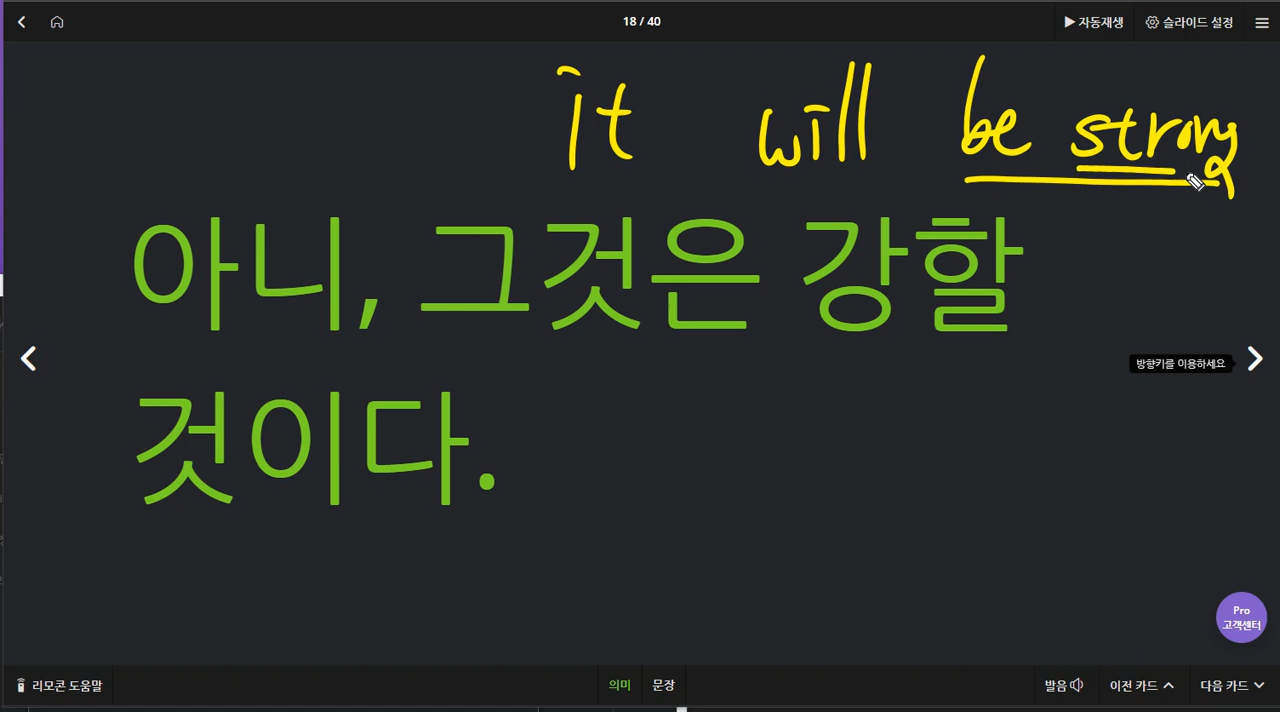 18 / 40
자동재생
슬라이드 설정
it will be strong
아니, 그것은 강할
것이다.
방향키를 이용하세요
Pro
고객센터
리모콘 도움말
의미
문장
발음
이전 카드
다음 카드